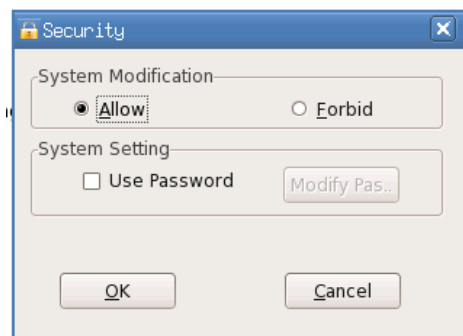 Security
System Modification
Allow
Forbid
System Setting
Use Password
Modify Pas..
OK
Cancel